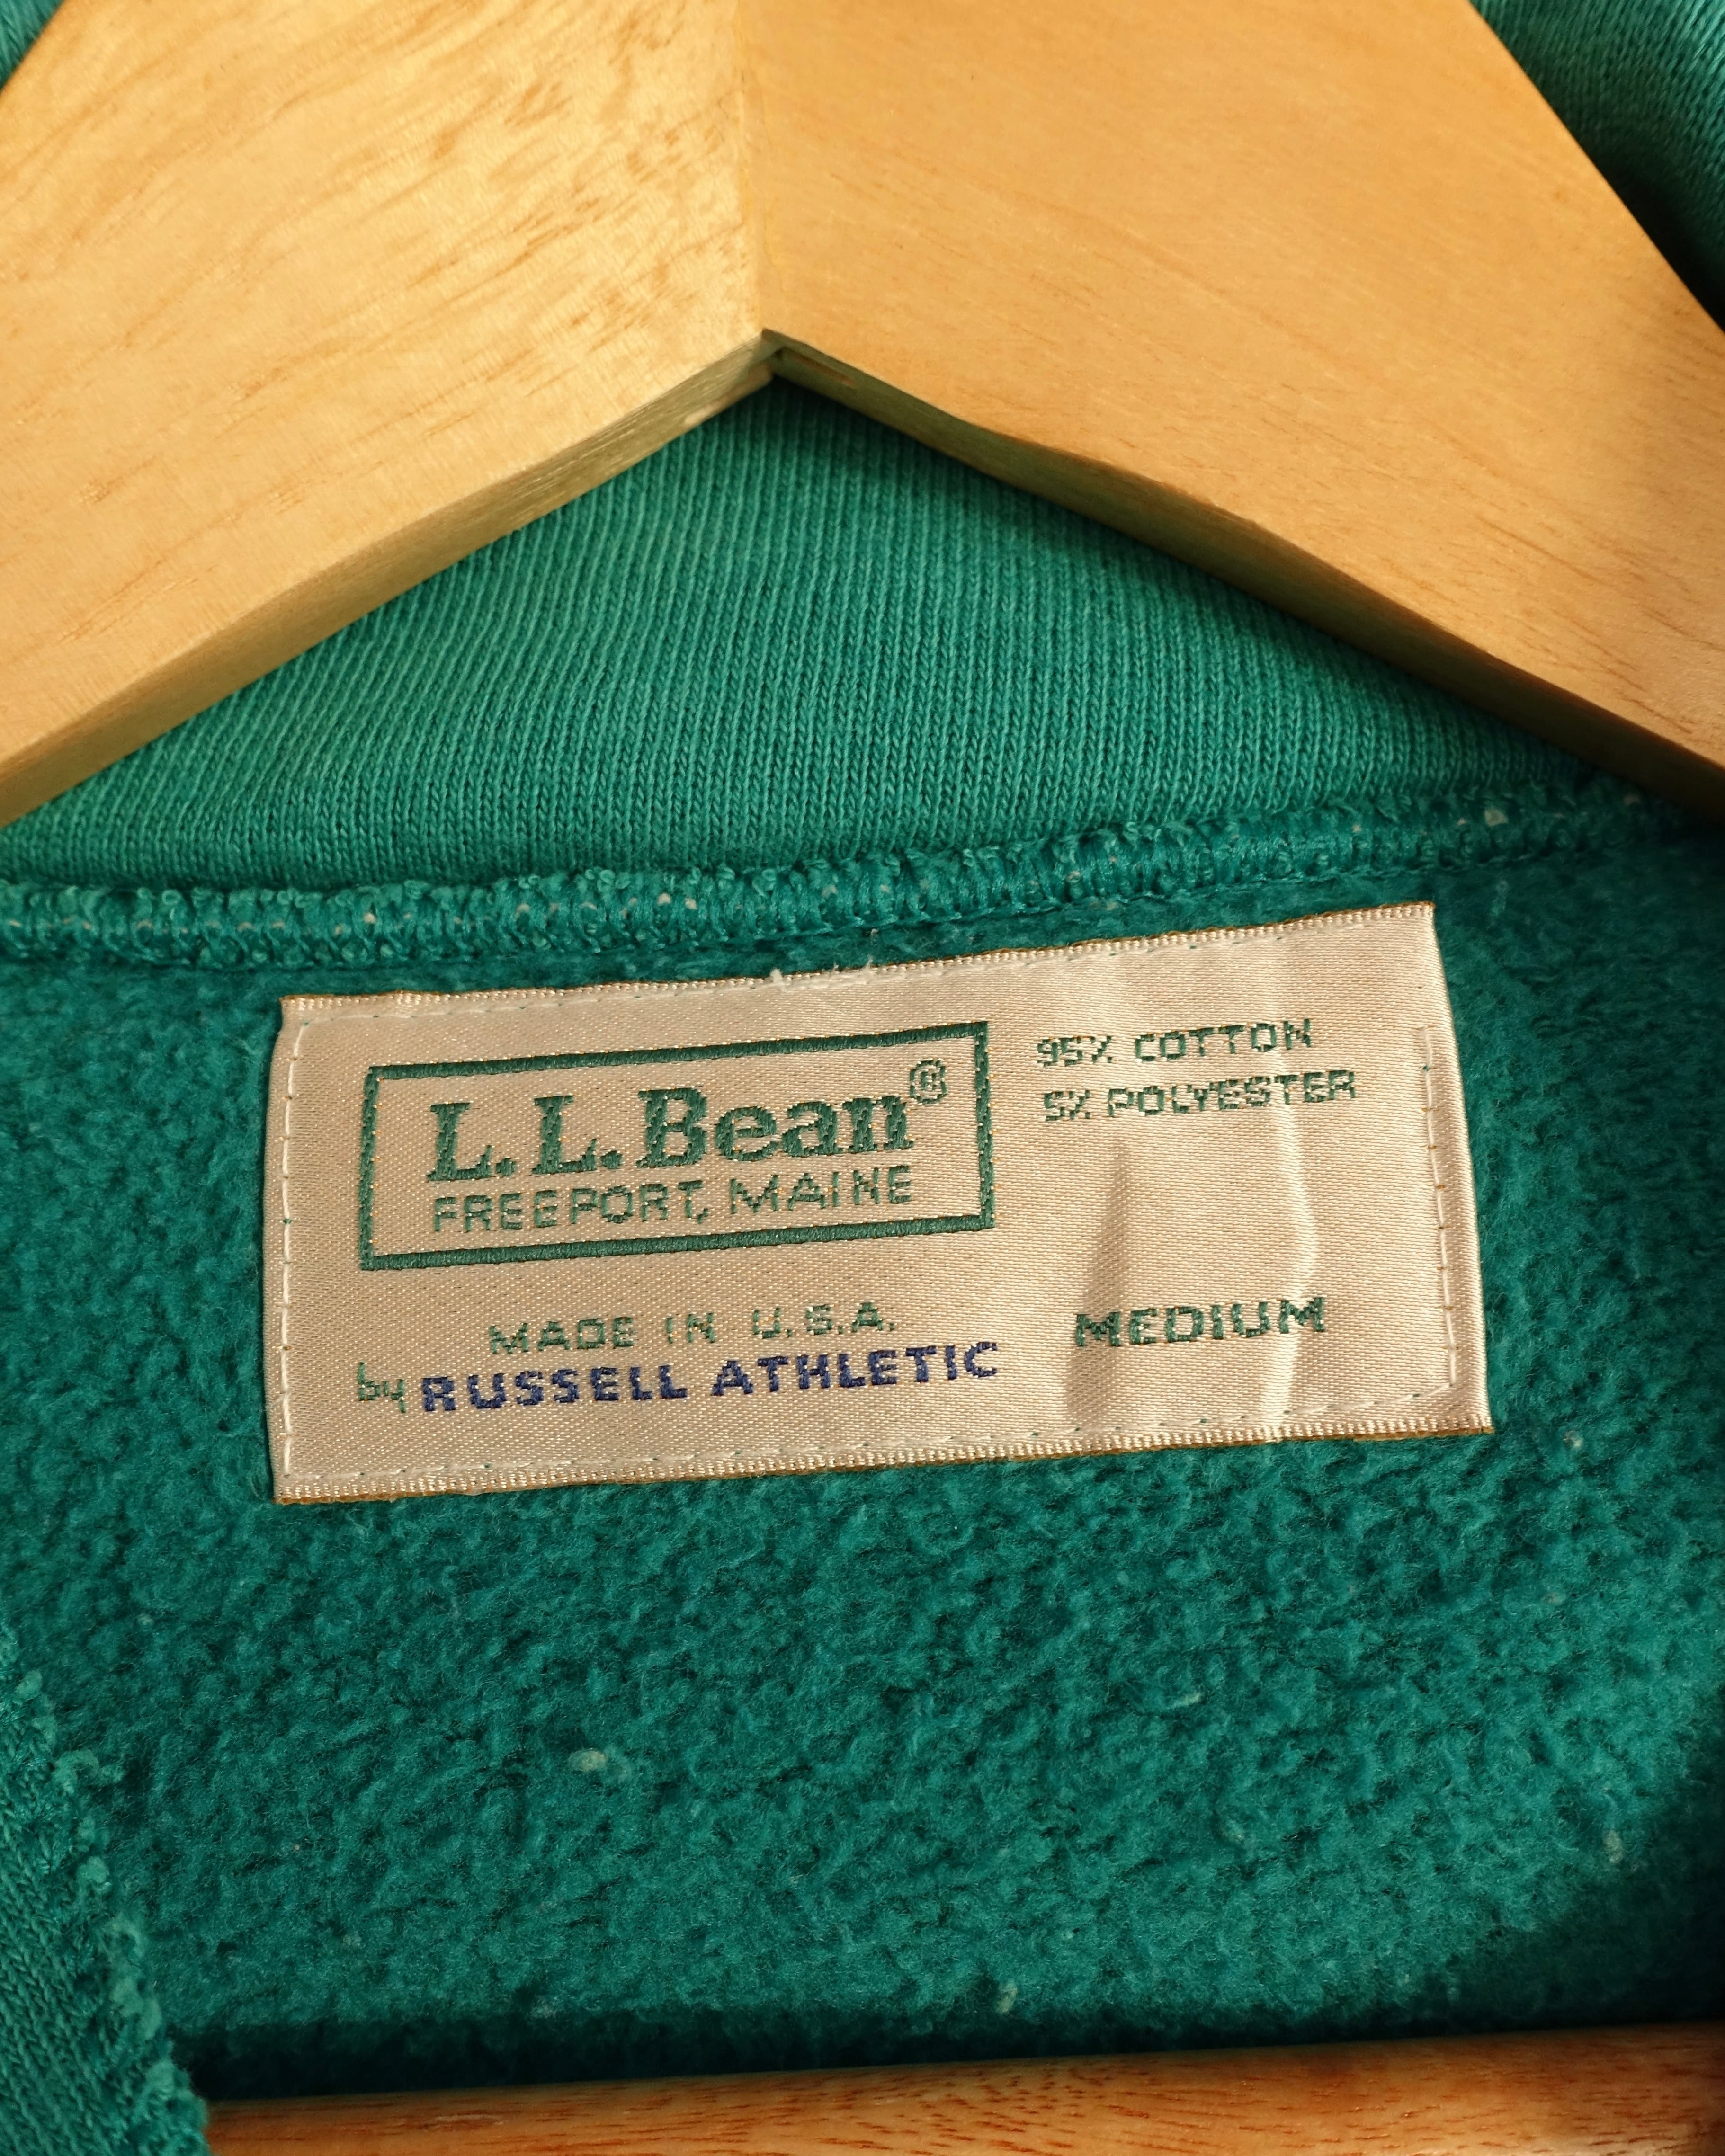 L.L.Bean®
FREEPORT, MAINE
95% COTTON
5% POLYESTER
MADE IN U.S.A.
by RUSSELL ATHLETIC
MEDIUM